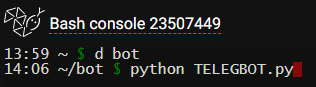 Bash console 23507449
13:59 ~ $ d bot
14:06 ~/bot $ python TELEGBOT.py